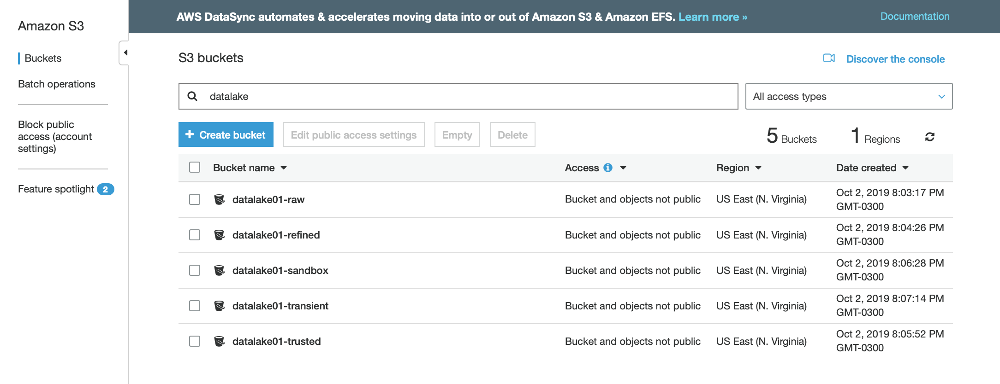 Amazon S3
Buckets
Batch operations
Block public
access (account
settings)
Feature spotlight 2
AWS DataSync automates & accelerates moving data into or out of Amazon S3 & Amazon EFS. Learn more »
Documentation
S3 buckets
Discover the console
datalake
All access types
+ Create bucket
Edit public access settings
Empty
Delete
5 Buckets
1 Regions
Bucket name
Access
Region
Date created
datalake01-raw
Bucket and objects not public
US East (N. Virginia)
Oct 2, 2019 8:03:17 PM
GMT-0300
datalake01-refined
Bucket and objects not public
US East (N. Virginia)
Oct 2, 2019 8:04:26 PM
GMT-0300
datalake01-sandbox
Bucket and objects not public
US East (N. Virginia)
Oct 2, 2019 8:06:28 PM
GMT-0300
datalake01-transient
Bucket and objects not public
US East (N. Virginia)
Oct 2, 2019 8:07:14 PM
GMT-0300
datalake01-trusted
Bucket and objects not public
US East (N. Virginia)
Oct 2, 2019 8:05:52 PM
GMT-0300